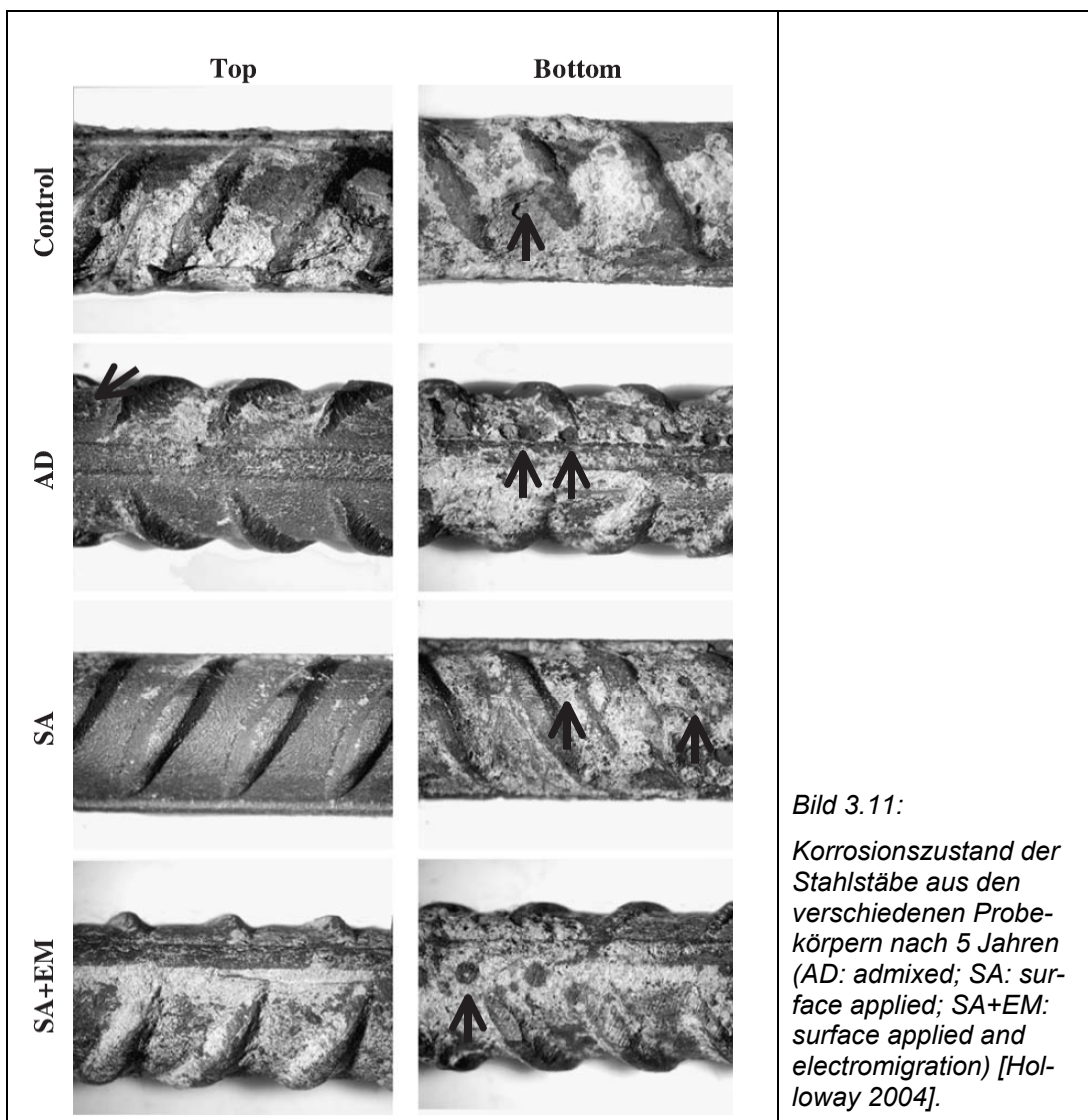 Top
Bottom
Control
AD
SA
SA+EM
Bild 3.11:
Korrosionszustand der
Stahlstäbe aus den
verschiedenen Probe-
körpern nach 5 Jahren
(AD: admixed; SA: sur-
face applied; SA+EM:
surface applied and
electromigration) [Hol-
loway 2004].